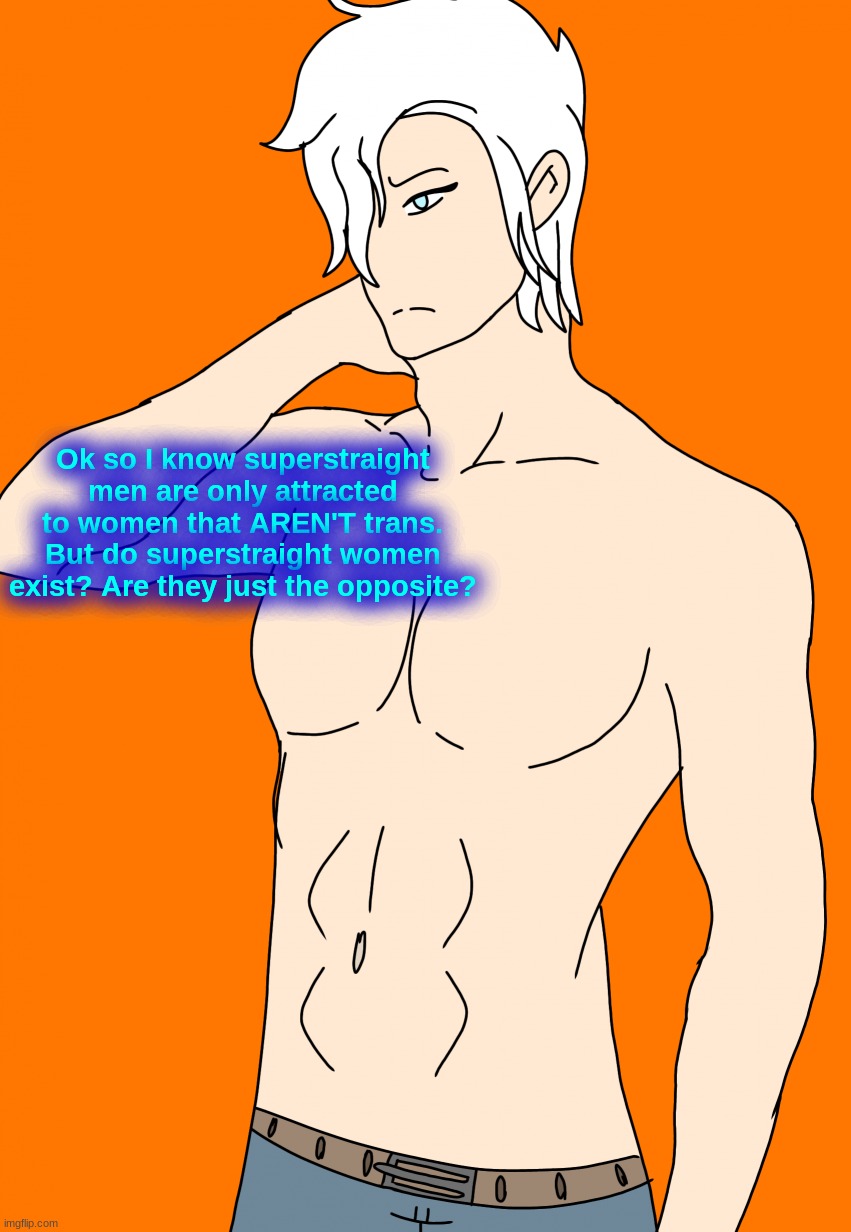 Ok so I know superstraight
men are only attracted
to women that AREN'T trans.
But do superstraight women
exist? Are they just the opposite?
imgflip.com